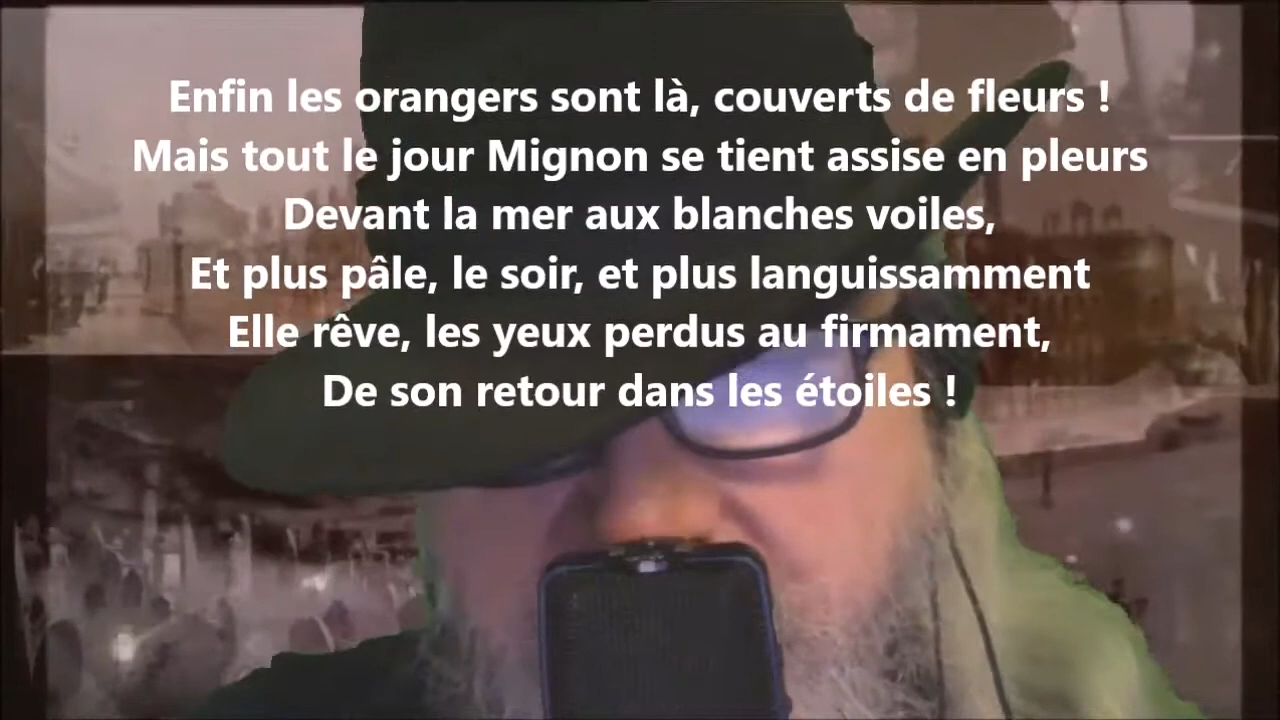 Enfin les orangers sont là, couverts de fleurs !
Mais tout le jour Mignon se tient assise en pleurs
Devant la mer aux blanches voiles,
Et plus pâle, le soir, et plus languissamment
Elle rêve, les yeux perdus au firmament,
De son retour dans les étoiles !